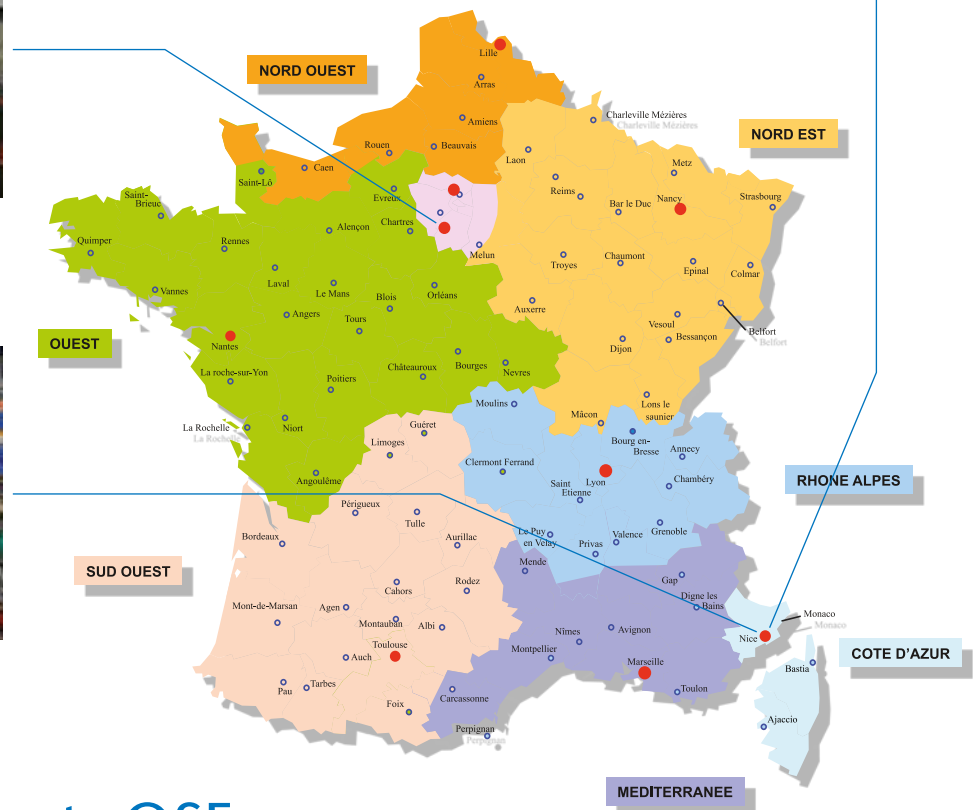 Lille
NORD OUEST
Arras
Charleville Mézières
Charleville Mézières
Amiens
NORD EST
Rouen
Beauvais
Laon
Caen
Metz
Saint-Lô
Reims
Evreux
Nancy
Strasbourg
Saint-
Brieuc
Bar le Duc
Chartres
Alençon
Quimper
Rennes
Melun
Troyes
Chaumont
Epinal
Colmar
Laval
Le Mans
Blois
Orléans
Vannes
Angers
Tours
Auxerre
Vesoul
Belfort
Belfort
Bessançon
OUEST
Nantes
Dijon
Châteauroux
Bourges
Nevres
La roche-sur-Yon
Poitiers
Moulins
Lons le
saunier
Mâcon
La Rochelle
La Rochelle
Niort
Guéret
Limoges
Bourg en-
Bresse
Annecy
Clermont Ferrand
Angoulême
Lyon
Chambéry
RHONE ALPES
Saint
Etienne
Périgueux
Tulle
Bordeaux
Aurillac
Le Puy
en Velay
Privas
Valence
Grenoble
Mende
SUD OUEST
Rodez
Gap
Cahors
Digne les
Bains
Mont-de-Marsan
Agen
Montauban
Albi
Nîmes
Avignon
Monaco
Monaco
Nice
Toulouse
Montpellier
Auch
Marseille
COTE D'AZUR
Bastia
Pau
Tarbes
Toulon
Carcassonne
Foix
Ajaccio
Perpignan
Perpignan
MEDITERRANEE